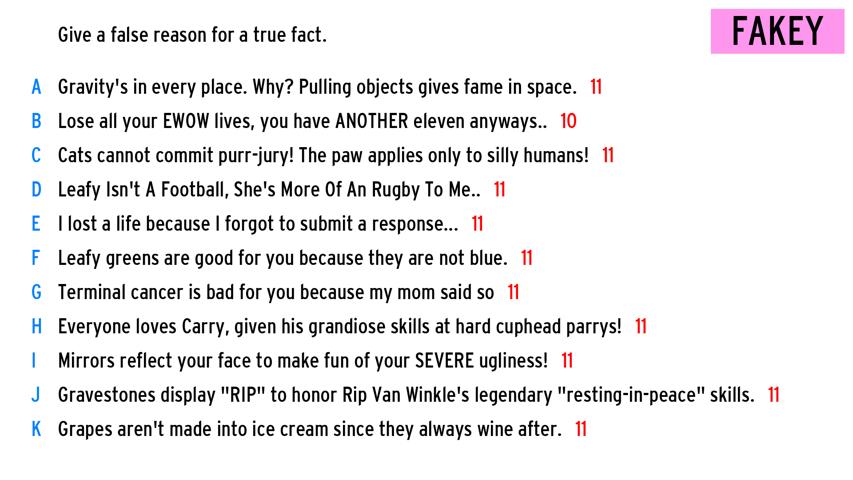 Give a false reason for a true fact.
FAKEY
A Gravity's in every place. Why? Pulling objects gives fame in space. 11
B Lose all your EWOW lives, you have ANOTHER eleven anyways.. 10
C Cats cannot commit purr-jury! The paw applies only to silly humans! 11
D Leafy Isn't A Football, She's More Of An Rugby To Me.. 11
E I lost a life because I forgot to submit a response... 11
F Leafy greens are good for you because they are not blue. 11
G Terminal cancer is bad for you because my mom said so 11
H Everyone loves Carry, given his grandiose skills at hard cuphead parrys! 11
I Mirrors reflect your face to make fun of your SEVERE ugliness! 11
J Gravestones display "RIP" to honor Rip Van Winkle's legendary "resting-in-peace" skills. 11
K Grapes aren't made into ice cream since they always wine after. 11